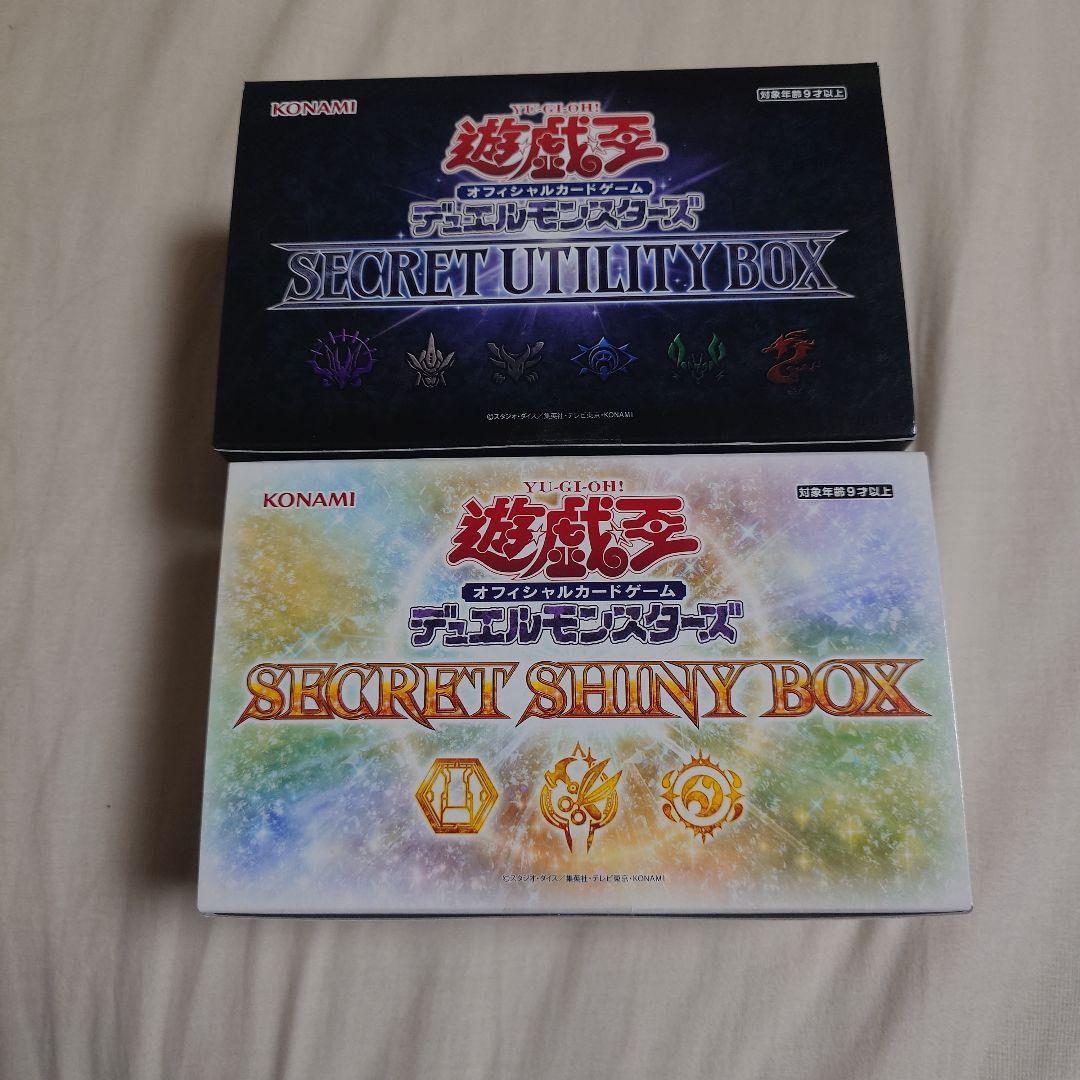 KONAMI
対象年齢9才以上
YU-GI-OH!
遊戯王
オフィシャルカードゲーム
デュエルモンスターズ
SECRET UTILITY BOX
©スタジオ・ダイス/集英社・テレビ東京・KONAMI
KONAMI
対象年齢9才以上
YU-GI-OH!
遊戯王
オフィシャルカードゲーム
デュエルモンスターズ
SECRET SHINY BOX
©スタジオ・ダイス/集英社・テレビ東京・KONAMI